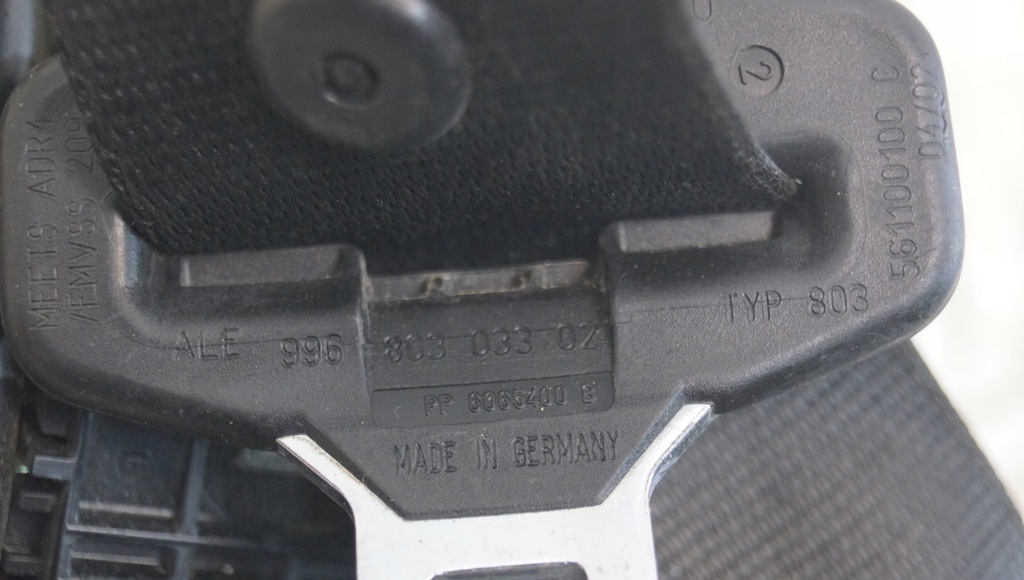 2
MEETS ADR4
/FMVSS 209
561100100 C
04/02
ALE 996 803 033 02
TYP 803
PP 6065400 B
MADE IN GERMANY